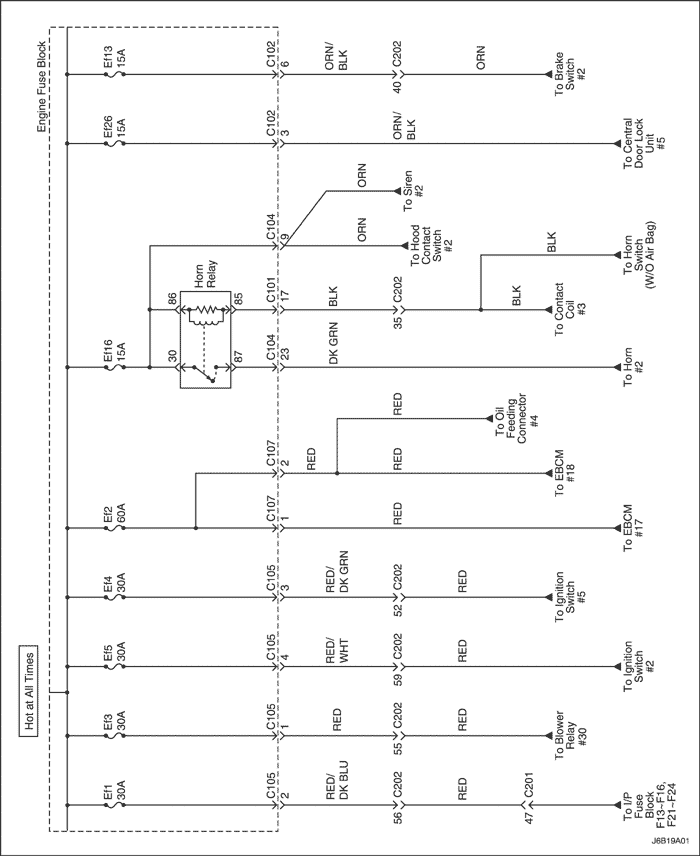 Hot at All Times
Engine Fuse Block
Ef1
30A
C105
2
RED/
DK BLU
C202
56
RED
C201
47
To I/P
Fuse
Block
F13~F16,
F21~F24
Ef3
30A
C105
1
RED
C202
55
RED
To Blower
Relay
#30
Ef5
30A
C105
4
RED/
WHT
C202
59
RED
To Ignition
Switch
#2
Ef4
30A
C105
3
RED/
DK GRN
C202
52
RED
To Ignition
Switch
#5
Ef2
60A
C107
1
RED
To EBCM
#17
C107
2
RED
RED
To EBCM
#18
RED
To Oil
Feeding
Connector
#4
Ef16
15A
30
87
86
85
Horn
Relay
C104
23
DK GRN
To Horn
#2
C101
17
BLK
C202
35
BLK
To Contact
Coil
#3
BLK
To Horn
Switch
(W/O Air Bag)
C104
9
ORN
To Hood
Contact
Switch
#2
ORN
To Siren
#2
Ef26
15A
C102
3
ORN/
BLK
To Central
Door Lock
Unit
#5
Ef13
15A
C102
6
ORN/
BLK
C202
40
ORN
To Brake
Switch
#2
J6B19A01